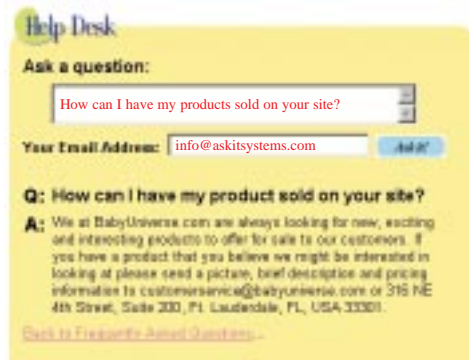 Help Desk
Ask a question:
How can I have my products sold on your site?
Your Email Address: info@askitsystems.com Ask It!
Q: How can I have my product sold on your site?
A: We at BabyUniverse.com are always looking for new, exciting
and interesting products to offer for sale to our customers. If
you have a product that you believe we might be interested in
looking at please send a picture, brief description and pricing
information to customerservice@babyuniverse.com or 316 NE
4th Street, Suite 200, Ft. Lauderdale, FL, USA 33301.
Back to Frequently Asked Questions...